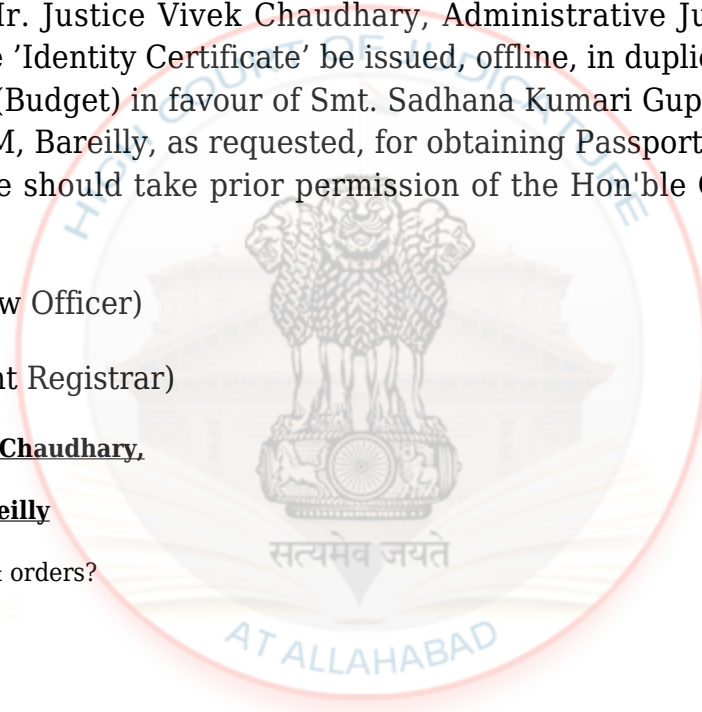 Mr. Justice Vivek Chaudhary, Administrative Ju
e 'Identity Certificate' be issued, offline, in duplic
(Budget) in favour of Smt. Sadhana Kumari Gup
M, Bareilly, as requested, for obtaining Passport
e should take prior permission of the Hon'ble
w Officer)
nt Registrar)
Chaudhary,
eilly
orders?
HIGH COURT OF JUDICATURE
सत्यमेव जयते
AT ALLAHABAD